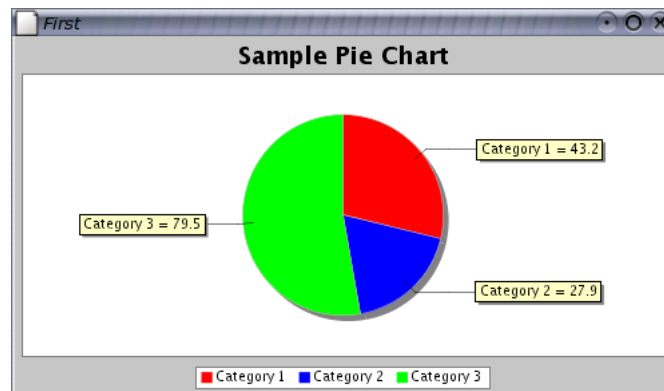 First
Sample Pie Chart
Category 1 = 43.2
Category 3 = 79.5
Category 2 = 27.9
Category 1 Category 2 Category 3